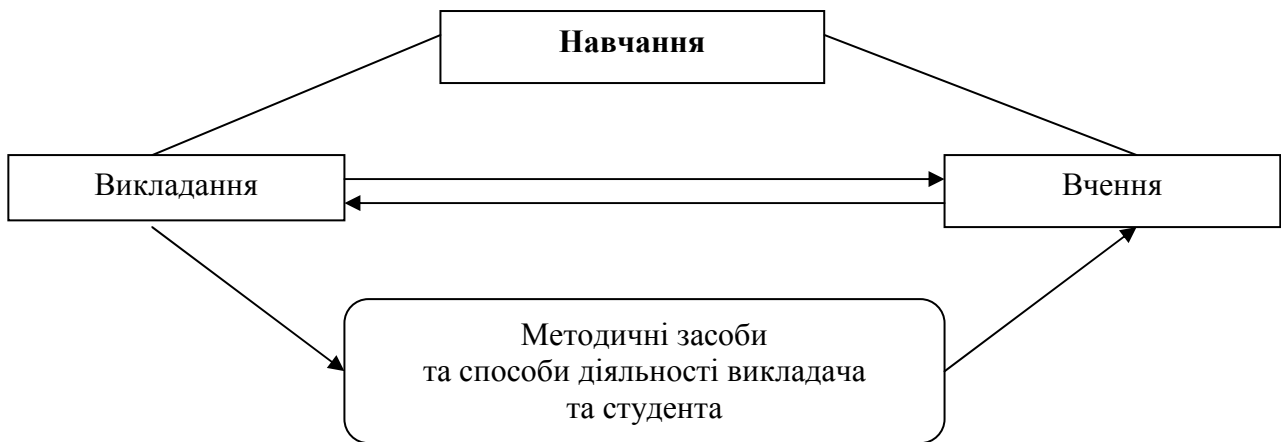 Навчання
Викладання
Вчення
Методичні засоби
та способи діяльності викладача
та студента